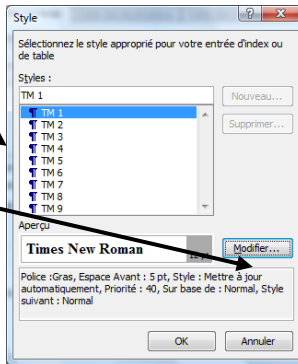 Style
Sélectionnez le style approprié pour votre entrée d'index ou
de table
Styles :
TM 1
Nouveau...
Supprimer...
¶ TM 1
¶ TM 2
¶ TM 3
¶ TM 4
¶ TM 5
¶ TM 6
¶ TM 7
¶ TM 8
¶ TM 9
Aperçu
Times New Roman
Modifier...
Police :Gras, Espace Avant : 5 pt, Style : Mettre à jour
automatiquement, Priorité : 40, Sur base de : Normal, Style
suivant : Normal
OK
Annuler